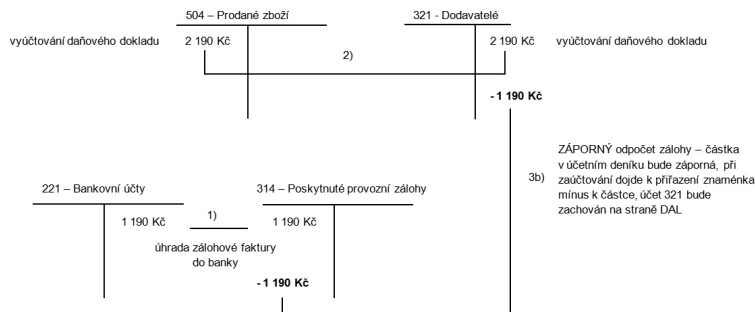 504 – Prodané zboží
321 - Dodavatelé
vyúčtování daňového dokladu
2 190 Kč
2 190 Kč
vyúčtování daňového dokladu
2)
- 1 190 Kč
3b)
ZÁPORNÝ odpočet zálohy – částka
v účetním deníku bude záporná, při
zaúčtování dojde k přiřazení znaménka
mínus k částce, účet 321 bude
zachován na straně DAL
221 – Bankovní účty
314 – Poskytnuté provozní zálohy
1 190 Kč
1)
1 190 Kč
úhrada zálohové faktury
do banky
- 1 190 Kč